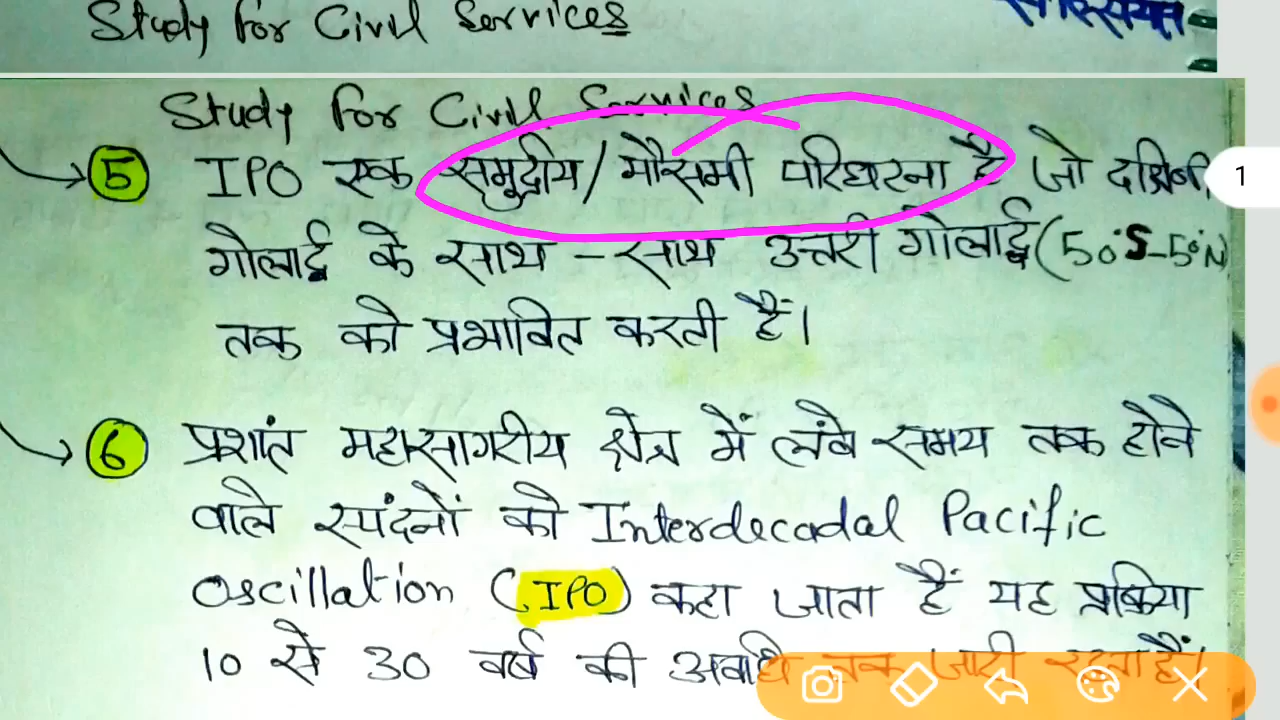 Study For Civil Services
Study For Civil Services
5 IPO एक समुद्रीय/मौसमी परिघटना है जो दक्षिणी
1
गोलार्द्ध के साथ - साथ उत्तरी गोलार्द्ध (50°S-50°N)
तक को प्रभावित करती हैं।
6 प्रशांत महासागरीय क्षेत्र में लंबे समय तक होने
वाले स्पंदनों को Interdecadal Pacific
Oscillation (IPO) कहा जाता हैं यह प्रक्रिया
10 से 30 वर्ष की अवधि तक जारी रहता हैं।